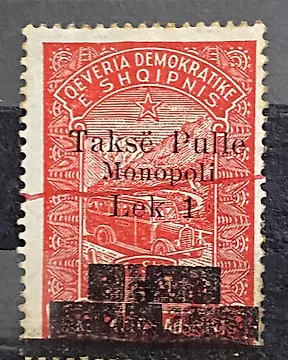 QEVERIA DEMOKRATIKE
E SHQIPNIS
Taksë Pulle
Monopoli
Lek 1